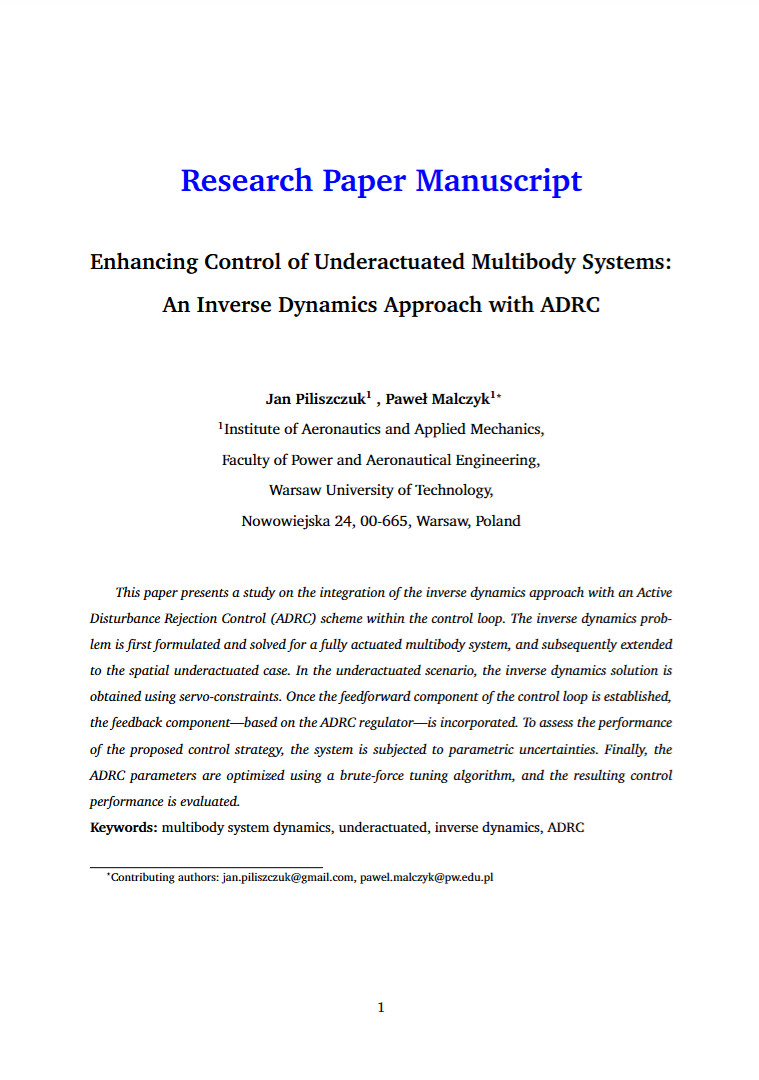 Research Paper Manuscript
Enhancing Control of Underactuated Multibody Systems:
An Inverse Dynamics Approach with ADRC
Jan Piliszczuk¹ , Paweł Malczyk¹*
¹Institute of Aeronautics and Applied Mechanics,
Faculty of Power and Aeronautical Engineering,
Warsaw University of Technology,
Nowowiejska 24, 00-665, Warsaw, Poland
This paper presents a study on the integration of the inverse dynamics approach with an Active
Disturbance Rejection Control (ADRC) scheme within the control loop. The inverse dynamics prob-
lem is first formulated and solved for a fully actuated multibody system, and subsequently extended
to the spatial underactuated case. In the underactuated scenario, the inverse dynamics solution is
obtained using servo-constraints. Once the feedforward component of the control loop is established,
the feedback component—based on the ADRC regulator—is incorporated. To assess the performance
of the proposed control strategy, the system is subjected to parametric uncertainties. Finally, the
ADRC parameters are optimized using a brute-force tuning algorithm, and the resulting control
performance is evaluated.
Keywords: multibody system dynamics, underactuated, inverse dynamics, ADRC
*Contributing authors: jan.piliszczuk@gmail.com, pawel.malczyk@pw.edu.pl
1